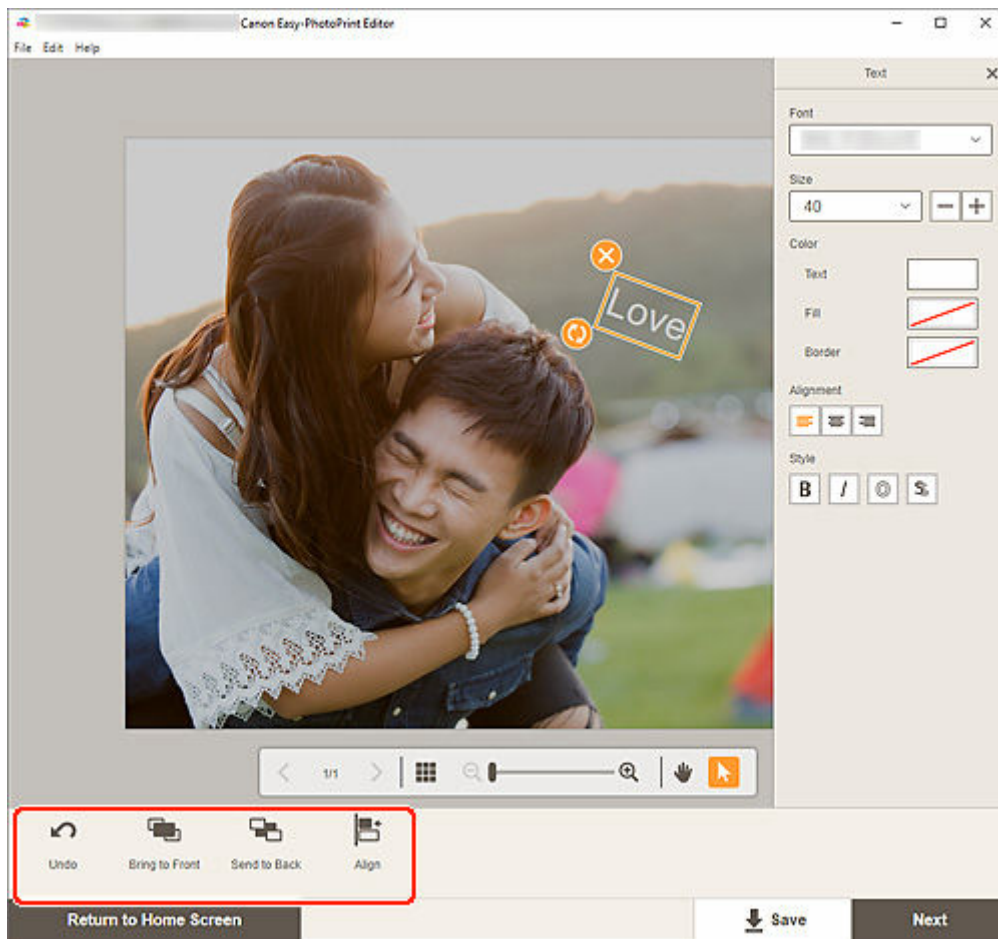 Canon Easy-PhotoPrint Editor
File Edit Help
Text
Font
Size
40
Color
Text
Fill
Border
Alignment
Style
B I O S
Love
1/1
Undo Bring to Front Send to Back Align
Return to Home Screen Save Next